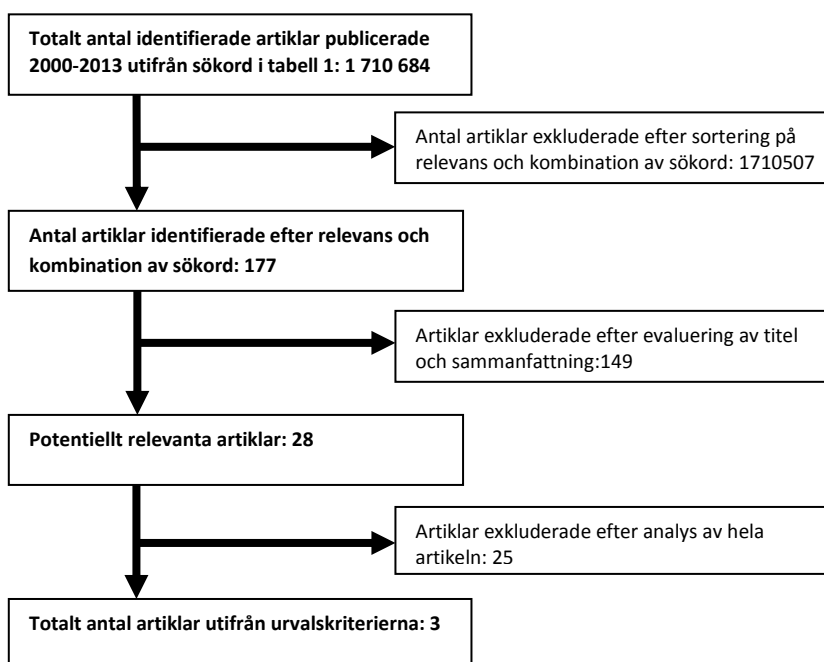 Totalt antal identifierade artiklar publicerade
2000-2013 utifrån sökord i tabell 1: 1 710 684
Antal artiklar exkluderade efter sortering på
relevans och kombination av sökord: 1710507
Antal artiklar identifierade efter relevans och
kombination av sökord: 177
Artiklar exkluderade efter evaluering av titel
och sammanfattning:149
Potentiellt relevanta artiklar: 28
Artiklar exkluderade efter analys av hela
artikeln: 25
Totalt antal artiklar utifrån urvalskriterierna: 3